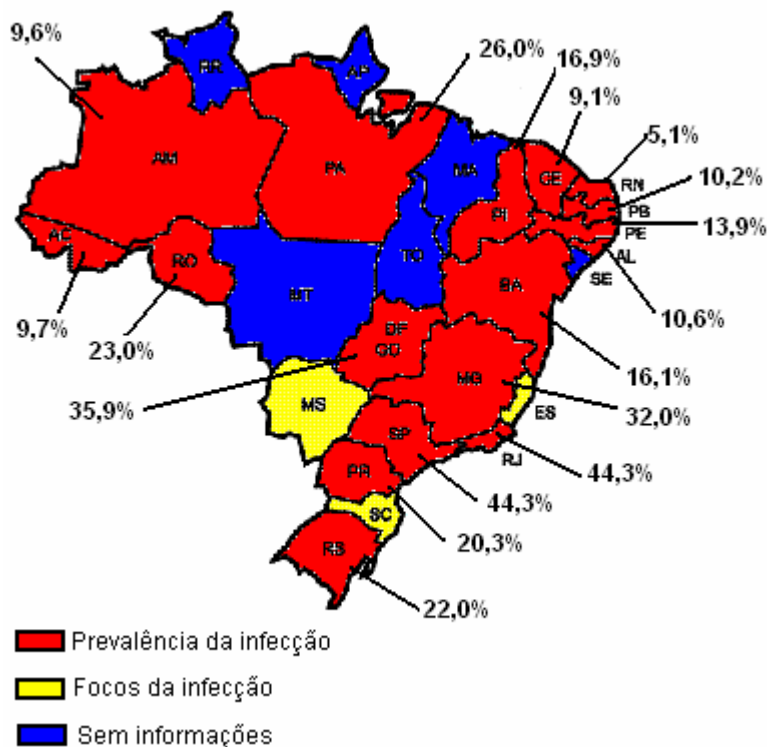 9,6%
RR
AP
26,0%
16,9%
9,1%
5,1%
AM
PA
MA
CE
RN
10,2%
PB
PI
PE
13,9%
AC
RO
TO
AL
BA
SE
MT
9,7%
10,6%
23,0%
DF
GO
16,1%
35,9%
MG
MS
ES
32,0%
SP
RJ
44,3%
PR
44,3%
SC
20,3%
RS
22,0%
Prevalência da infecção
Focos da infecção
Sem informações